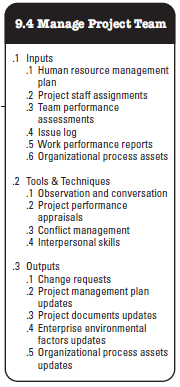 9.4 Manage Project Team
.1 Inputs
.1 Human resource management
plan
.2 Project staff assignments
.3 Team performance
assessments
.4 Issue log
.5 Work performance reports
.6 Organizational process assets
.2 Tools & Techniques
.1 Observation and conversation
.2 Project performance
appraisals
.3 Conflict management
.4 Interpersonal skills
.3 Outputs
.1 Change requests
.2 Project management plan
updates
.3 Project documents updates
.4 Enterprise environmental
factors updates
.5 Organizational process assets
updates